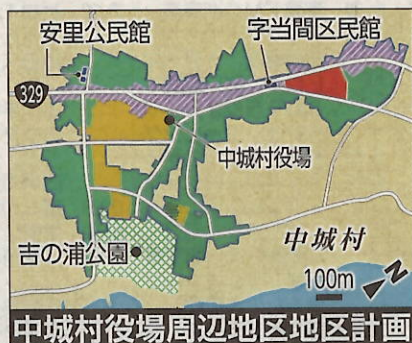 安里公民館
字当間区民館
329
中城村役場
吉の浦公園
中城村
100m
N
中城村役場周辺地区地区計画